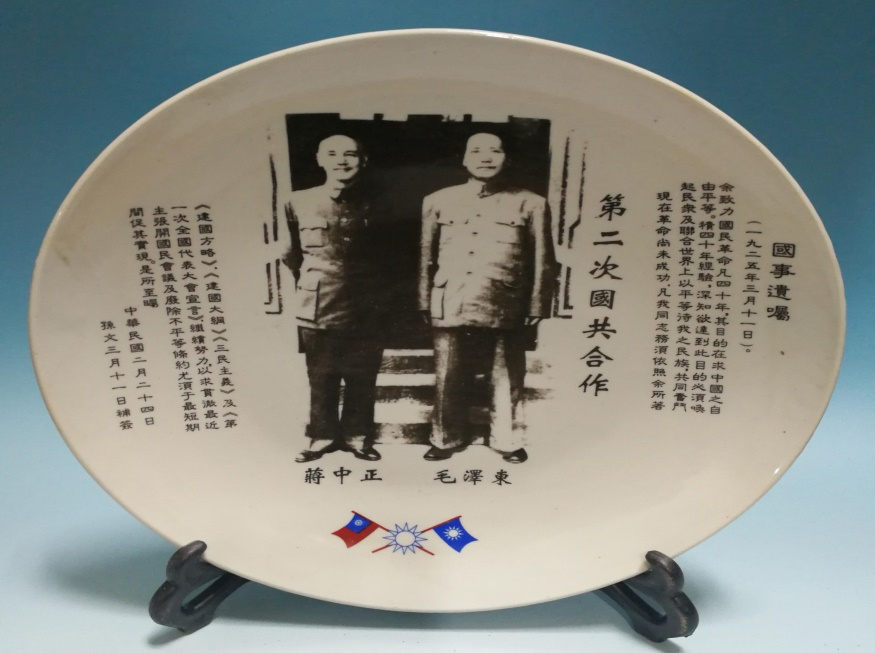 國事遺囑
(一九二五年三月十一日)。
余致力國民革命凡四十年,其目的在求中國之自
由平等。積四十年經驗,深知欲達到此目的必須喚
起民衆及聯合世界上以平等待我之民族,共同奮鬥
現在革命尚未成功,凡我同志務須依照余所著
第二次國共合作
《建國方略》、《建國大綱》《三民主義》及《第
一次全國代表大會宣言》繼續努力以求貫澈最近
主張開國民會議及廢除不平等條約尤須于最短期
間促其實現。是所至囑
中華民國二月二十四日
孫文三月十一日補簽
蔣中正
毛澤東